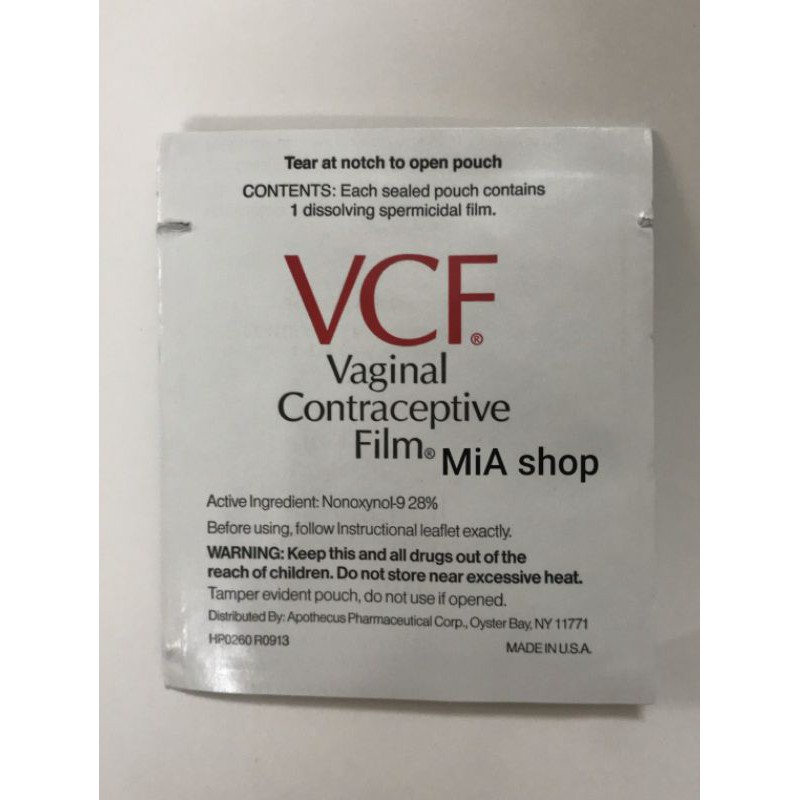 Tear at notch to open pouch
CONTENTS: Each sealed pouch contains
1 dissolving spermicidal film.
VCF®
Vaginal
Contraceptive
Film®
MiA shop
Active Ingredient: Nonoxynol-9 28%
Before using, follow Instructional leaflet exactly.
WARNING: Keep this and all drugs out of the
reach of children. Do not store near excessive heat.
Tamper evident pouch, do not use if opened.
Distributed By: Apothecus Pharmaceutical Corp., Oyster Bay, NY 11771
HP0260 R0913
MADE IN U.S.A.